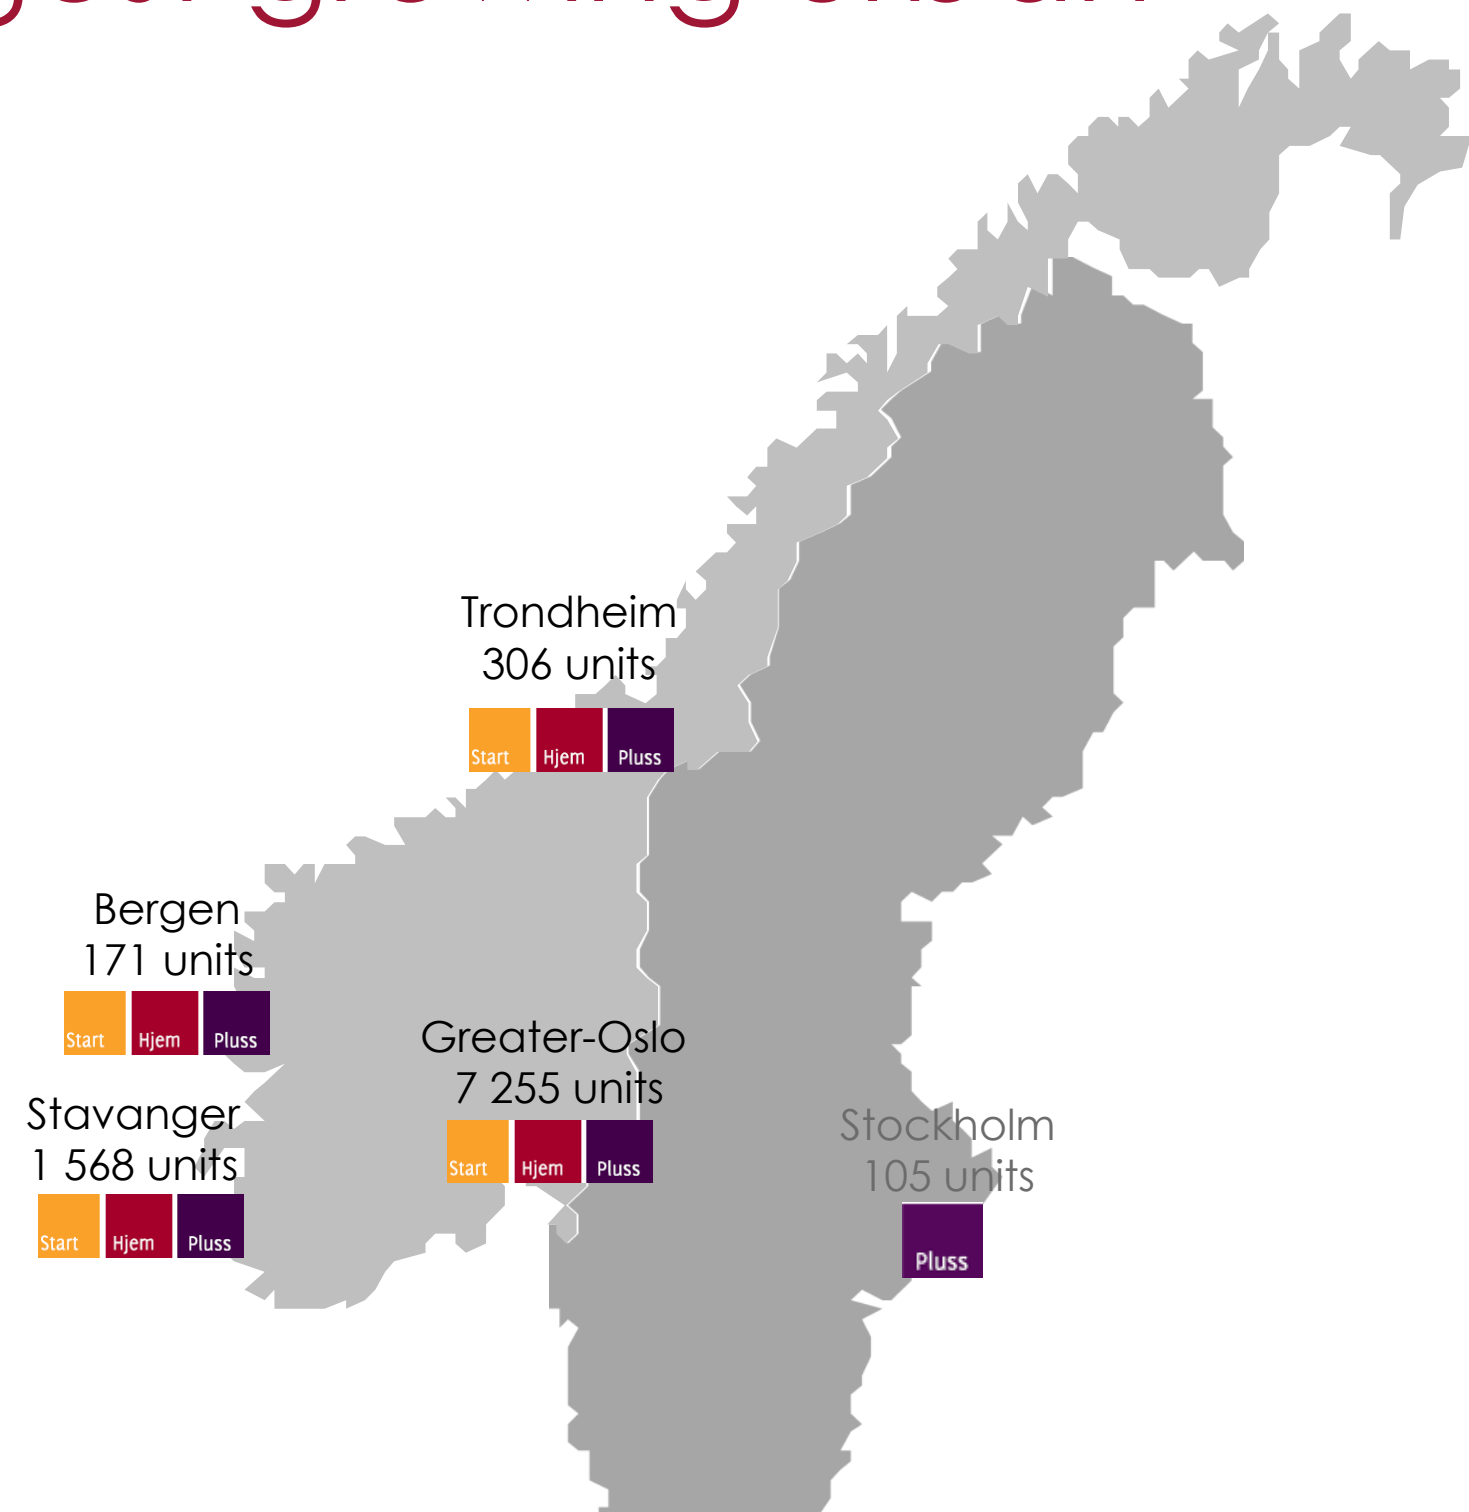 growing
Trondheim
306 units
Start Hjem Pluss
Bergen
171 units
Start Hjem Pluss
Greater-Oslo
7 255 units
Start Hjem Pluss
Stavanger
1 568 units
Start Hjem Pluss
Stockholm
105 units
Pluss